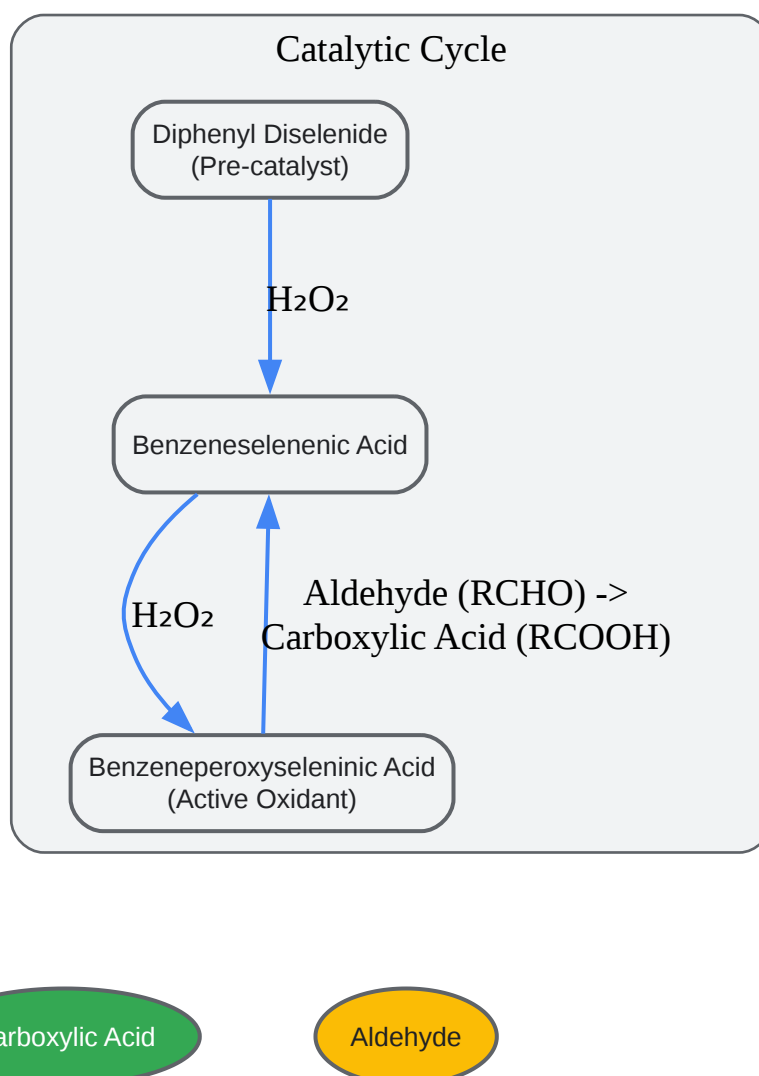 Catalytic Cycle
Diphenyl Diselenide
(Pre-catalyst)
H₂O₂
Benzeneselenenic Acid
H₂O₂
Aldehyde (RCHO) ->
Carboxylic Acid (RCOOH)
Benzeneperoxyseleninic Acid
(Active Oxidant)
arboxylic Acid
Aldehyde